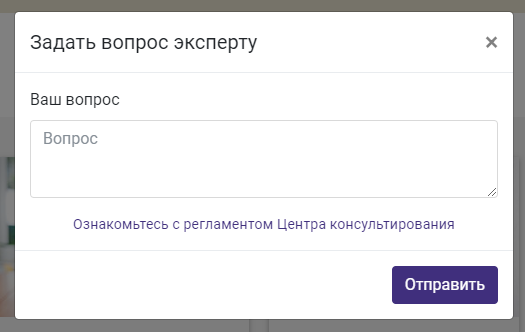 Задать вопрос эксперту
×
Ваш вопрос
Вопрос
Ознакомьтесь с регламентом Центра консультирования
Отправить